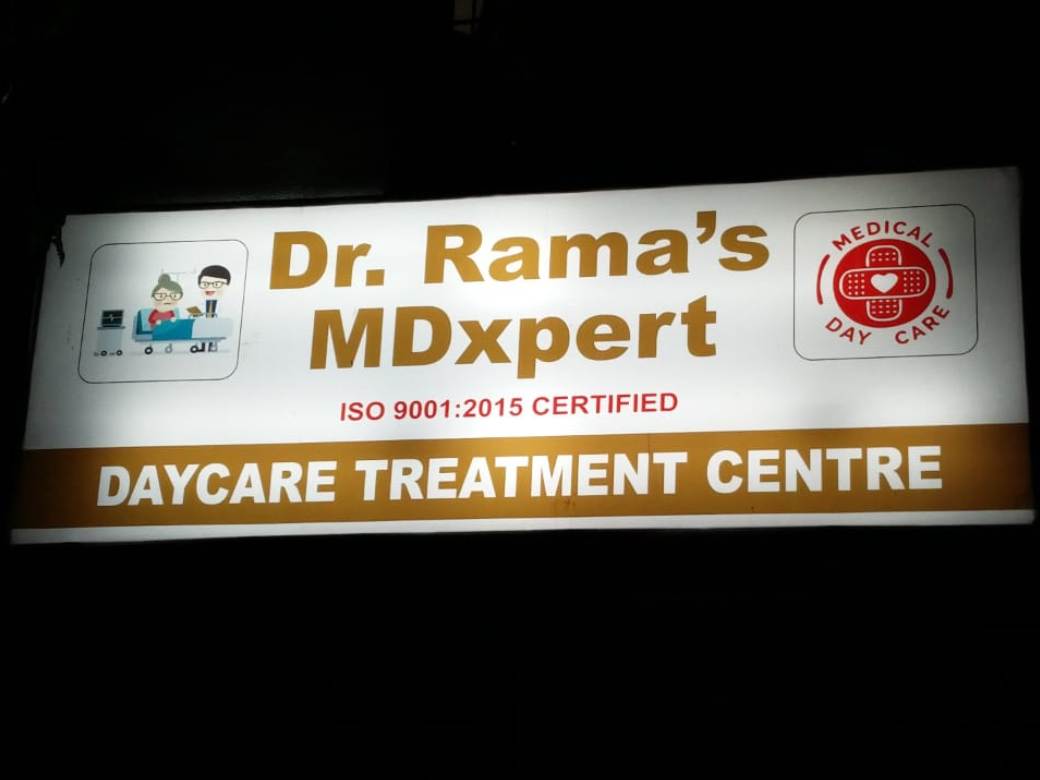 Dr. Rama's
MDxpert
MEDICAL
DAY CARE
ISO 9001:2015 CERTIFIED
DAYCARE TREATMENT CENTRE